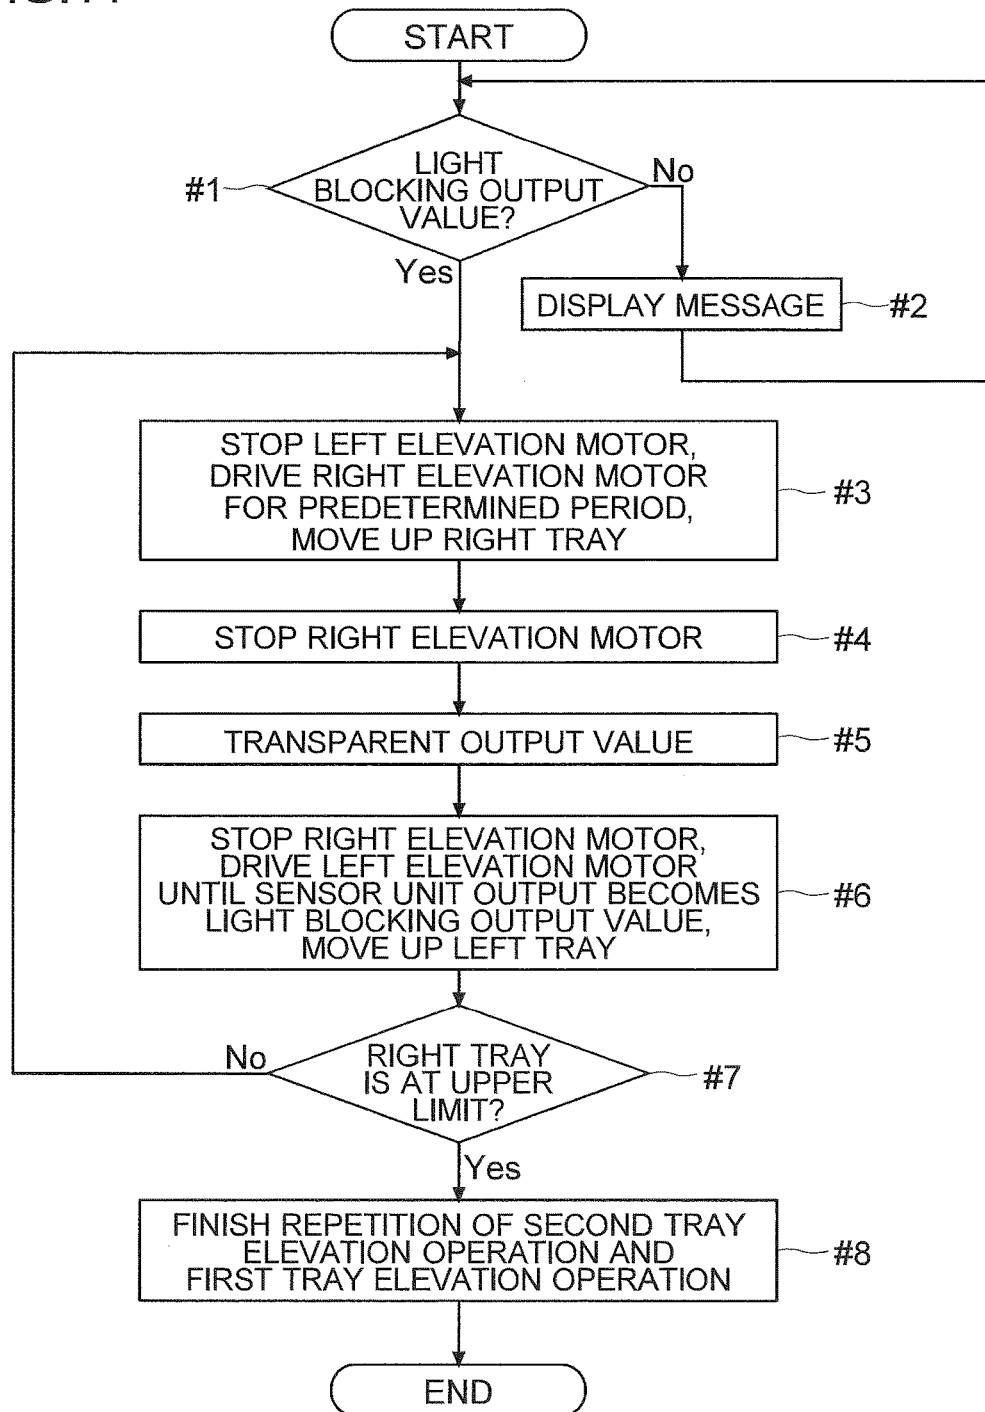 START
#1
LIGHT
BLOCKING OUTPUT
VALUE?
No
Yes
DISPLAY MESSAGE
#2
STOP LEFT ELEVATION MOTOR,
DRIVE RIGHT ELEVATION MOTOR
FOR PREDETERMINED PERIOD,
MOVE UP RIGHT TRAY
#3
STOP RIGHT ELEVATION MOTOR
#4
TRANSPARENT OUTPUT VALUE
#5
STOP RIGHT ELEVATION MOTOR,
DRIVE LEFT ELEVATION MOTOR
UNTIL SENSOR UNIT OUTPUT BECOMES
LIGHT BLOCKING OUTPUT VALUE,
MOVE UP LEFT TRAY
#6
No
RIGHT TRAY
IS AT UPPER
LIMIT?
#7
Yes
FINISH REPETITION OF SECOND TRAY
ELEVATION OPERATION AND
FIRST TRAY ELEVATION OPERATION
#8
END